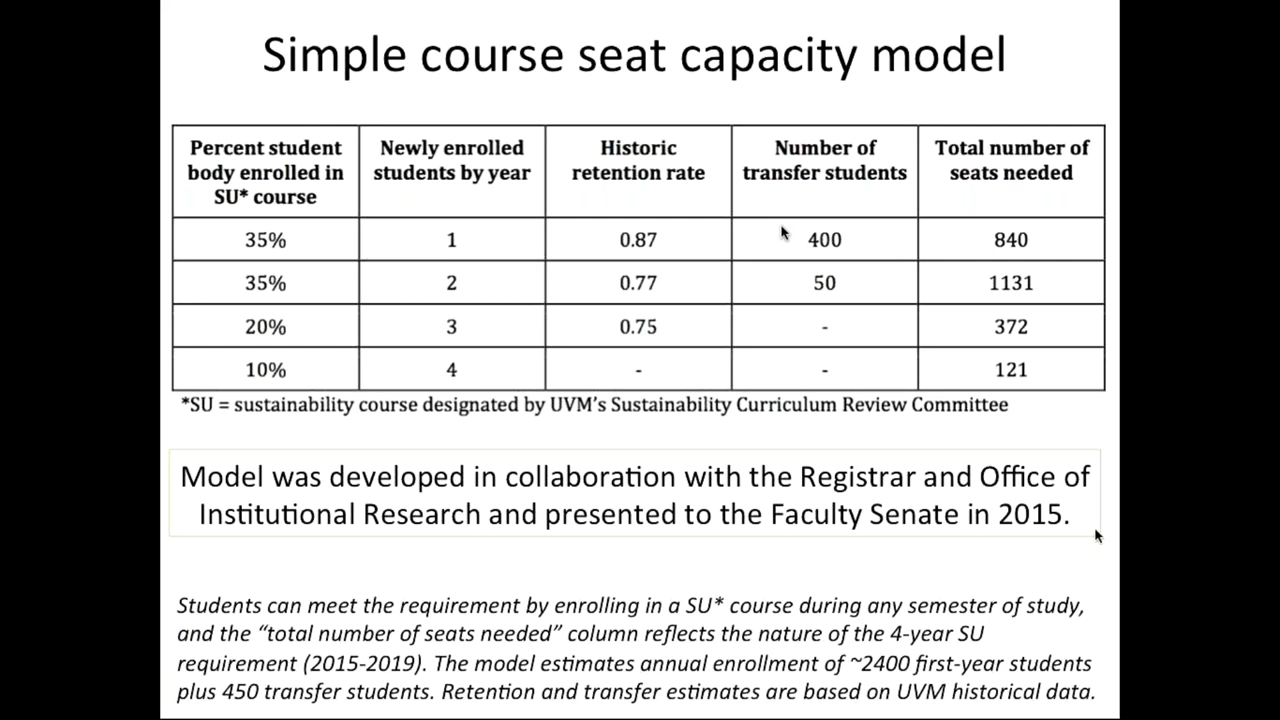 Simple course seat capacity model
Percent student body enrolled in SU* course | Newly enrolled students by year | Historic retention rate | Number of transfer students | Total number of seats needed
35% | 1 | 0.87 | 400 | 840
35% | 2 | 0.77 | 50 | 1131
20% | 3 | 0.75 | - | 372
10% | 4 | - | - | 121
*SU = sustainability course designated by UVM’s Sustainability Curriculum Review Committee
Model was developed in collaboration with the Registrar and Office of
Institutional Research and presented to the Faculty Senate in 2015.
Students can meet the requirement by enrolling in a SU* course during any semester of study,
and the “total number of seats needed” column reflects the nature of the 4-year SU
requirement (2015-2019). The model estimates annual enrollment of ~2400 first-year students
plus 450 transfer students. Retention and transfer estimates are based on UVM historical data.